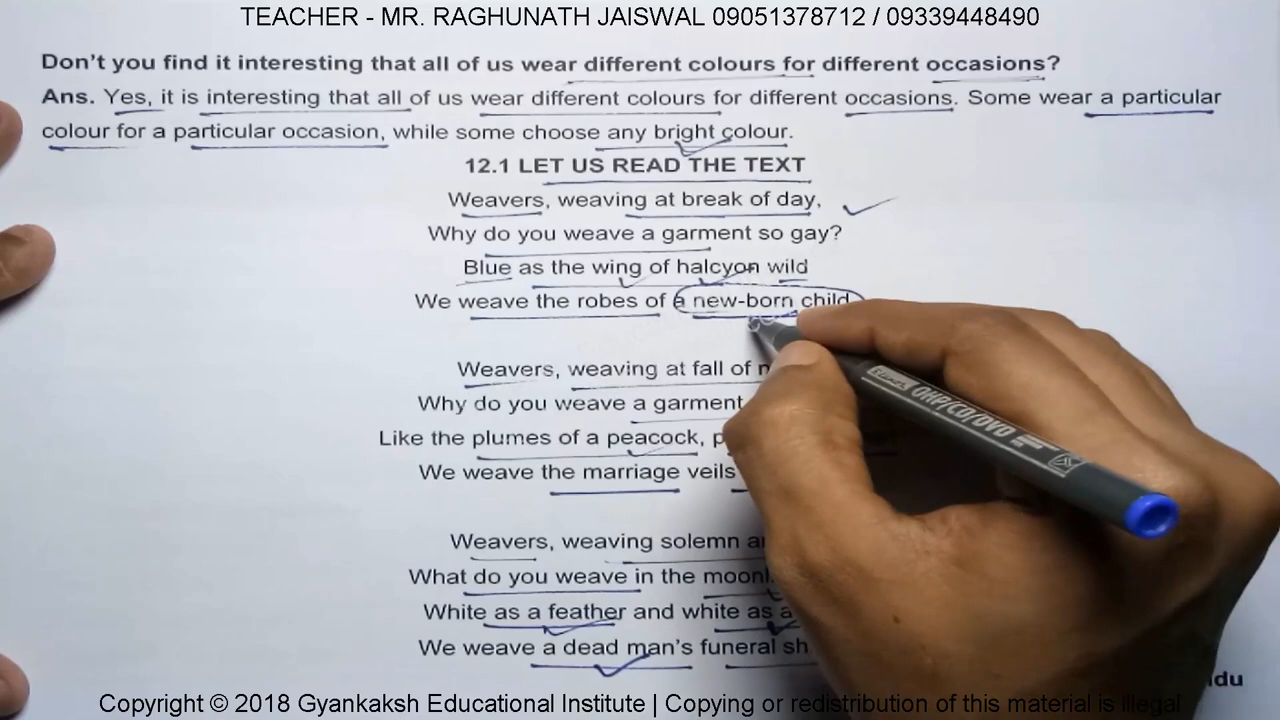 TEACHER - MR. RAGHUNATH JAISWAL 09051378712 / 09339448490
Don't you find it interesting that all of us wear different colours for different occasions?
Ans. Yes, it is interesting that all of us wear different colours for different occasions. Some wear a particular
colour for a particular occasion, while some choose any bright colour.
12.1 LET US READ THE TEXT
Weavers, weaving at break of day,
Why do you weave a garment so gay?
Blue as the wing of halcyon wild
We weave the robes of a new-born child
Weavers, weaving at fall of
Why do you weave a garment
Like the plumes of a peacock,
We weave the marriage veils
Weavers, weaving solemn
What do you weave in the
White as a feather and white as a
We weave a dead man's funeral
OHP/CD/DVD
Copyright © 2018 Gyankaksh Educational Institute | Copying or redistribution of this material is illegal